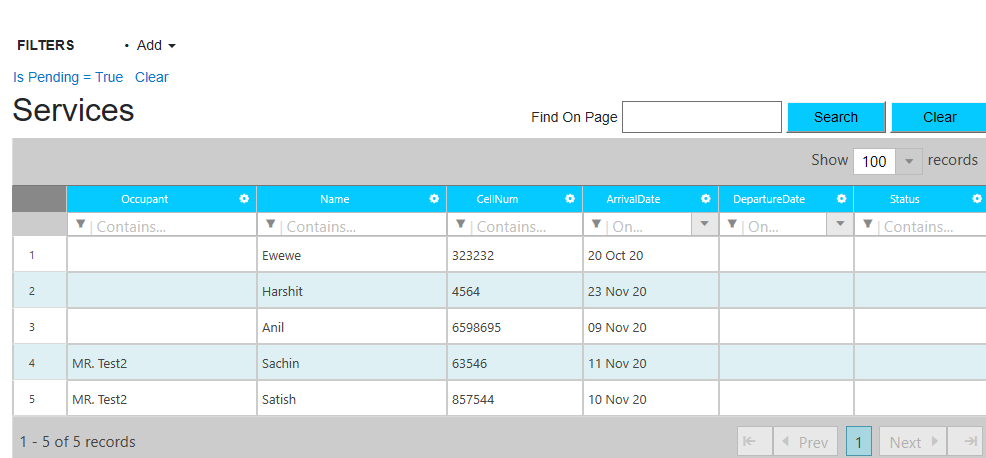 FILTERS • Add
Is Pending = True Clear
Services
Find On Page Search Clear
Show 100 records
Occupant Name CellNum ArrivalDate DepartureDate Status
| Contains... | Contains... | Contains... | On... | On... | Contains...
1 Ewewe 323232 20 Oct 20
2 Harshit 4564 23 Nov 20
3 Anil 6598695 09 Nov 20
4 MR. Test2 Sachin 63546 11 Nov 20
5 MR. Test2 Satish 857544 10 Nov 20
1 - 5 of 5 records Prev 1 Next